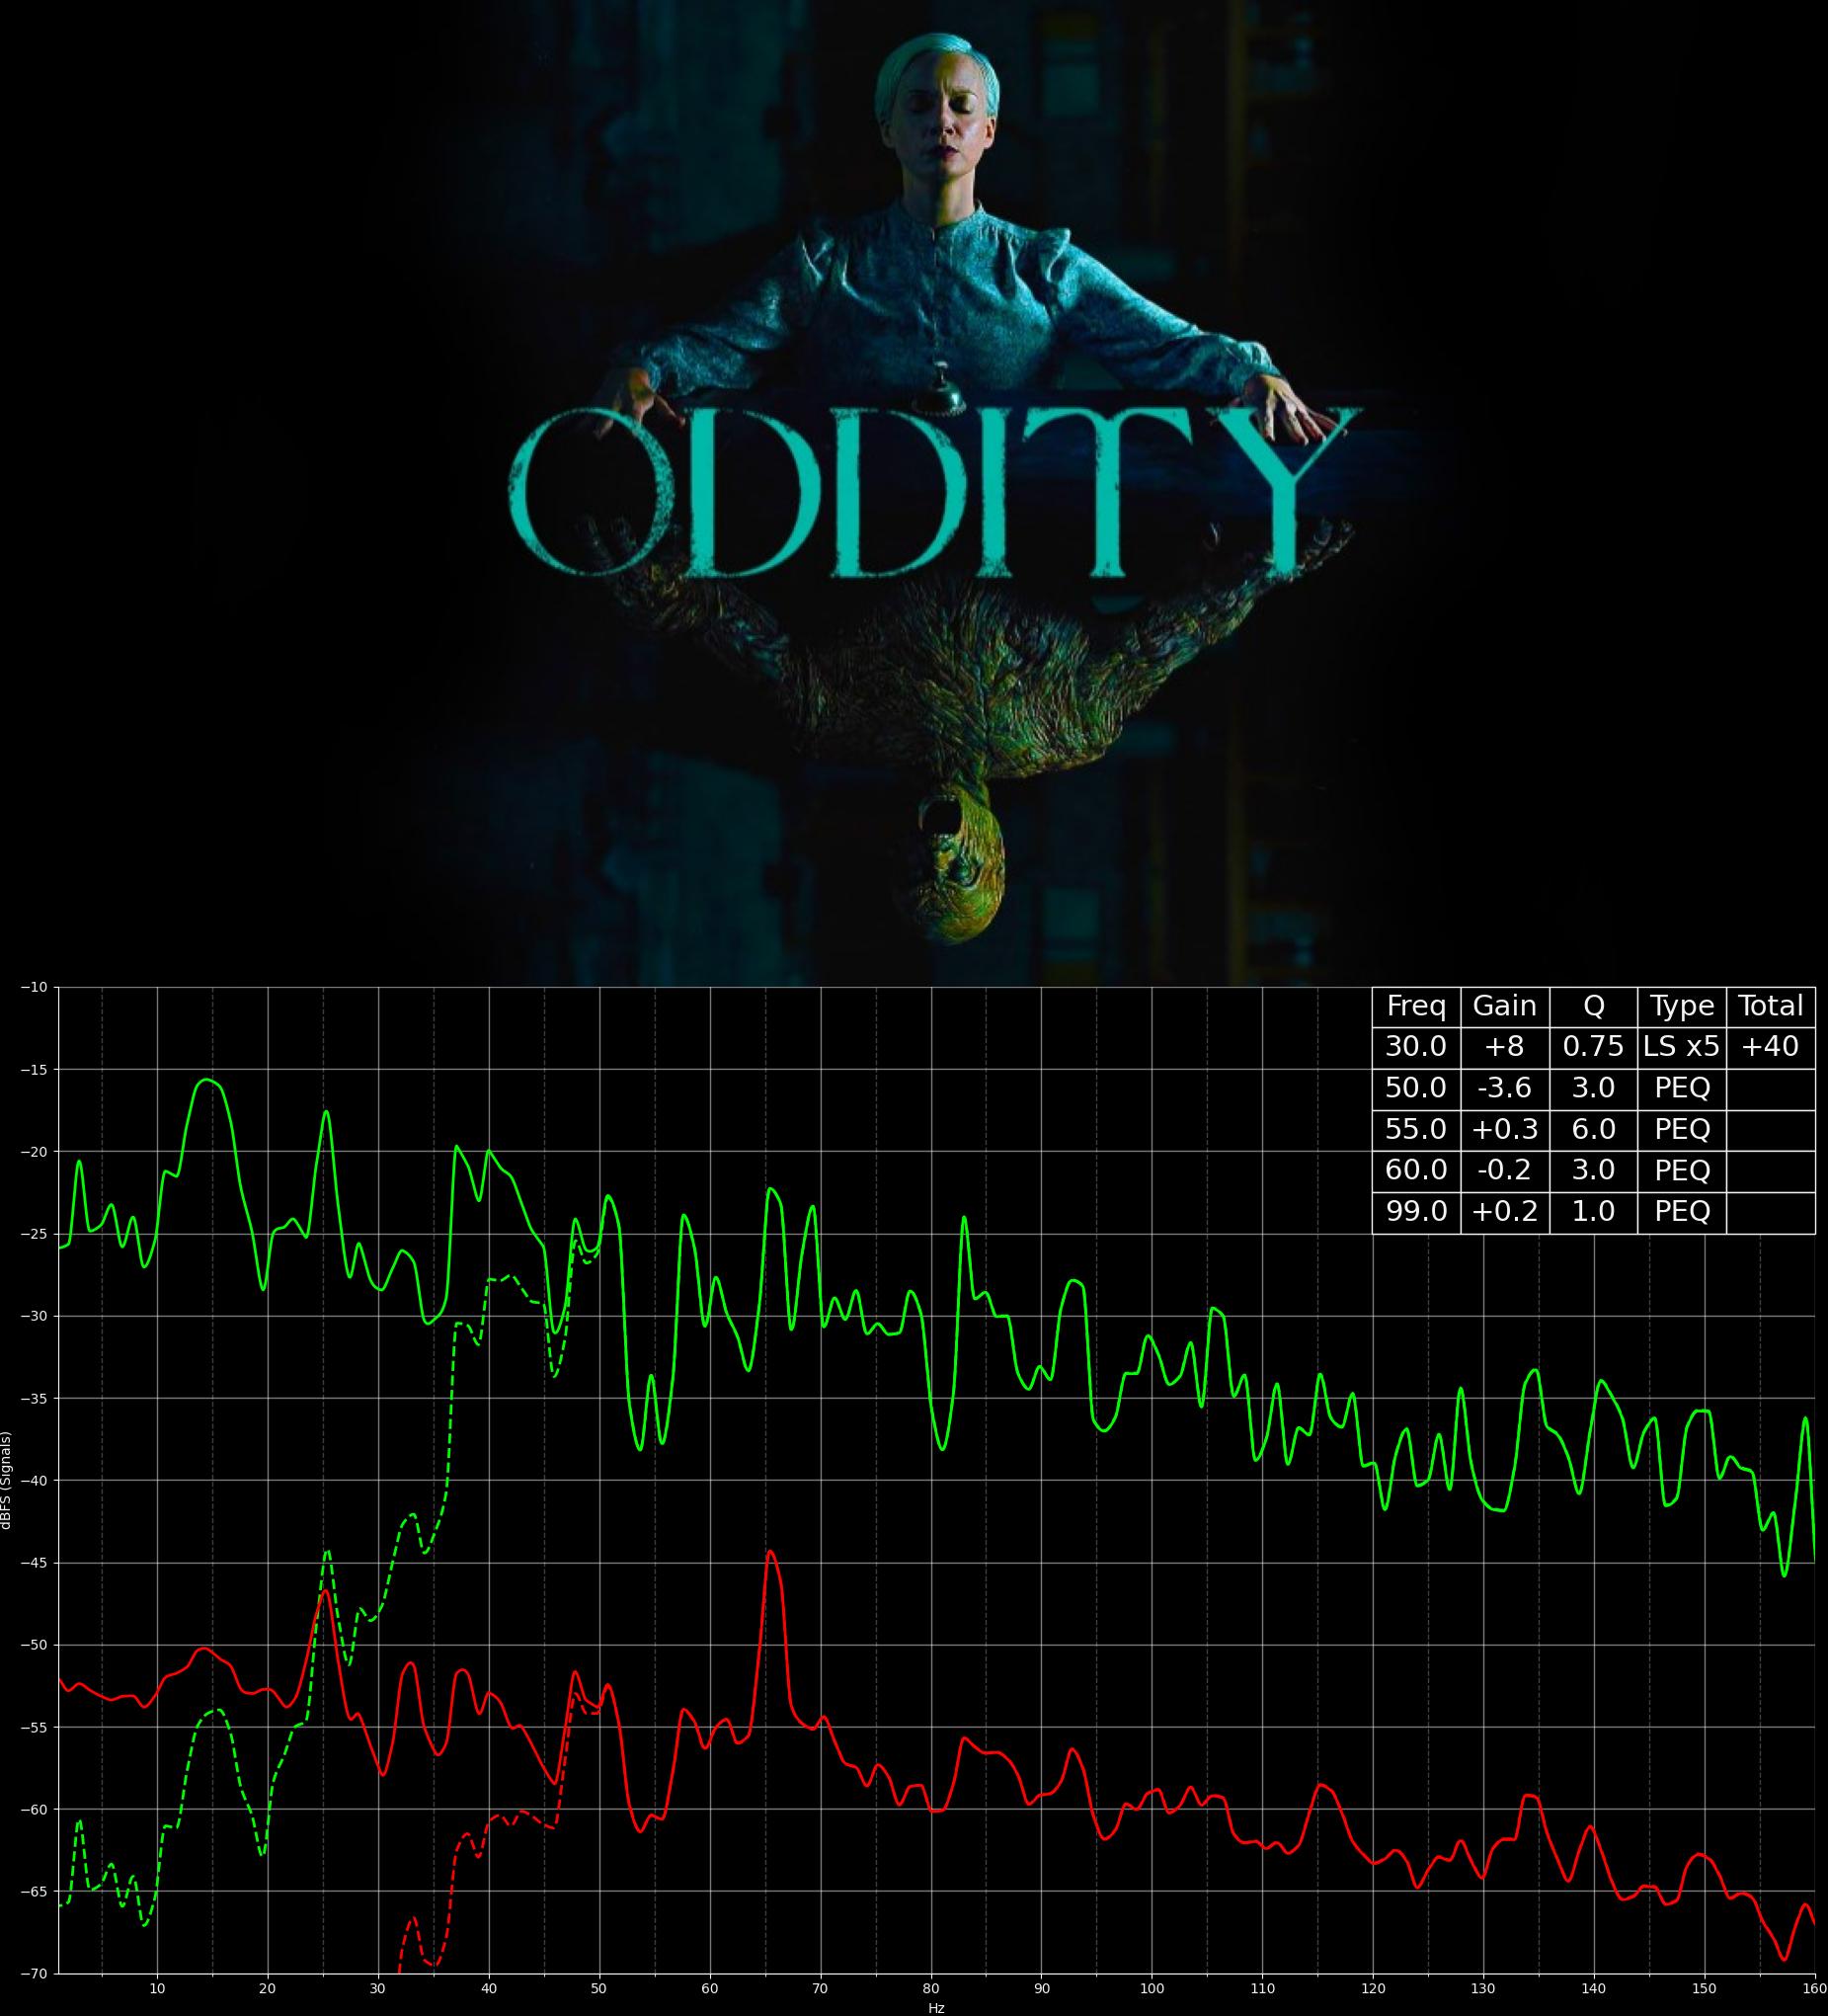 ODDITY
Freq Gain Q Type Total
30.0 +8 0.75 LS x5 +40
50.0 -3.6 3.0 PEQ
55.0 +0.3 6.0 PEQ
60.0 -0.2 3.0 PEQ
99.0 +0.2 1.0 PEQ
−10
−15
−20
−25
−30
−35
−40
−45
−50
−55
−60
−65
−70
dBFS (Signals)
10 20 30 40 50 60 70 80 90 100 110 120 130 140 150 160
Hz